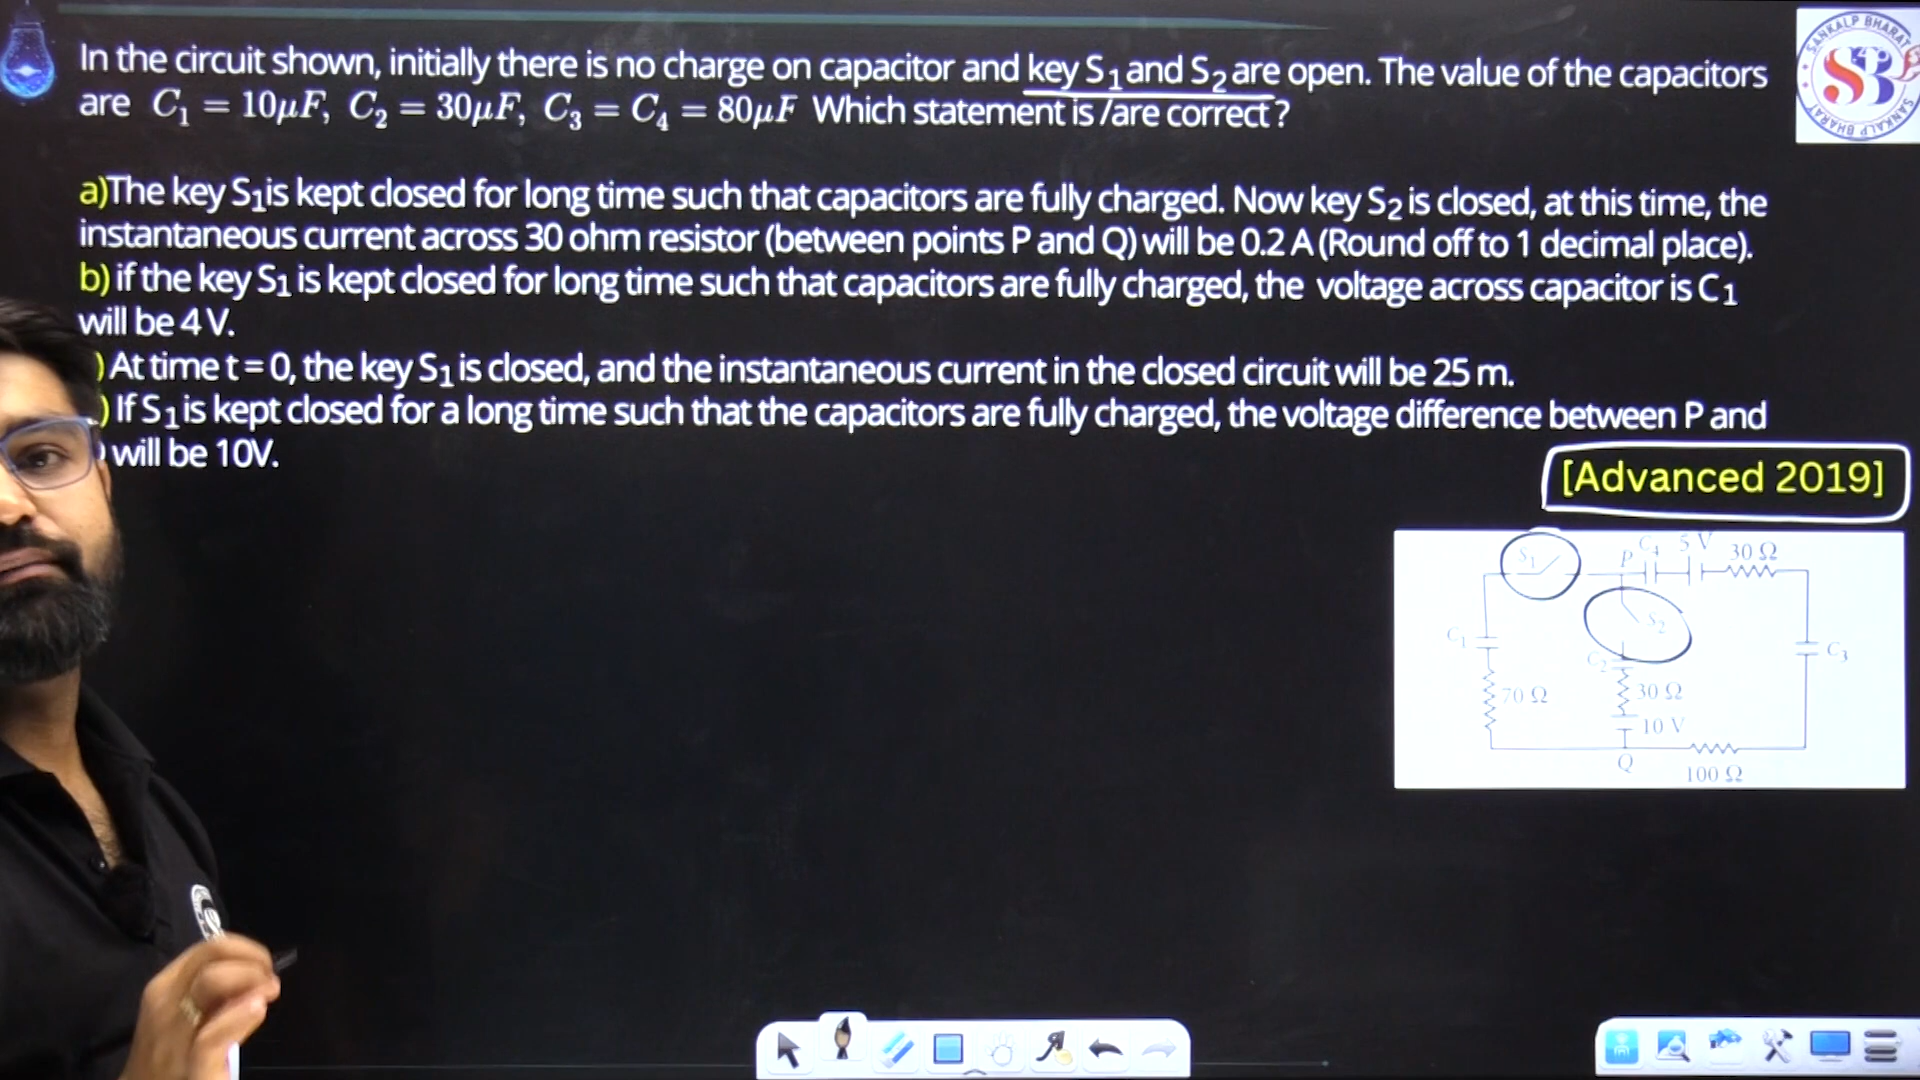 In the circuit shown, initially there is no charge on capacitor and key S₁ and S₂ are open. The value of the capacitors
are C₁ = 10μF, C₂ = 30μF, C₃ = C₄ = 80μF Which statement is /are correct?
a)The key S₁is kept closed for long time such that capacitors are fully charged. Now key S₂ is closed, at this time, the
instantaneous current across 30 ohm resistor (between points P and Q) will be 0.2 A (Round off to 1 decimal place).
b) if the key S₁ is kept closed for long time such that capacitors are fully charged, the voltage across capacitor is C₁
will be 4 V.
) At time t = 0, the key S₁ is closed, and the instantaneous current in the closed circuit will be 25 m.
) If S₁ is kept closed for a long time such that the capacitors are fully charged, the voltage difference between P and
will be 10V.
[Advanced 2019]
S₁ P C₄ 5 V 30 Ω
S₂
C₁ C₂ C₃
70 Ω 30 Ω
10 V
Q 100 Ω
SANKALP BHARAT
SB
SANKALP BHARAT